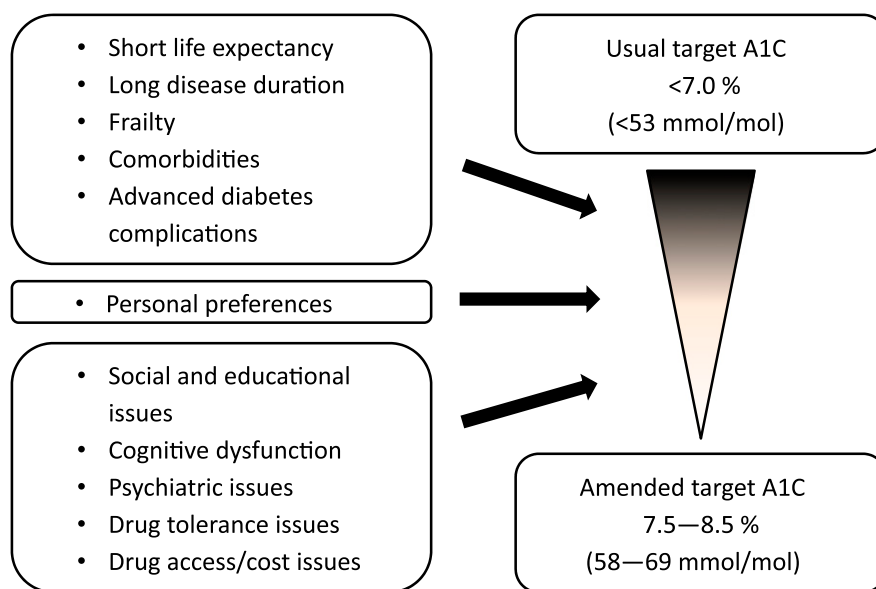 • Short life expectancy
• Long disease duration
• Frailty
• Comorbidities
• Advanced diabetes
complications
• Personal preferences
• Social and educational
issues
• Cognitive dysfunction
• Psychiatric issues
• Drug tolerance issues
• Drug access/cost issues
Usual target A1C
<7.0 %
(<53 mmol/mol)
Amended target A1C
7.5—8.5 %
(58—69 mmol/mol)